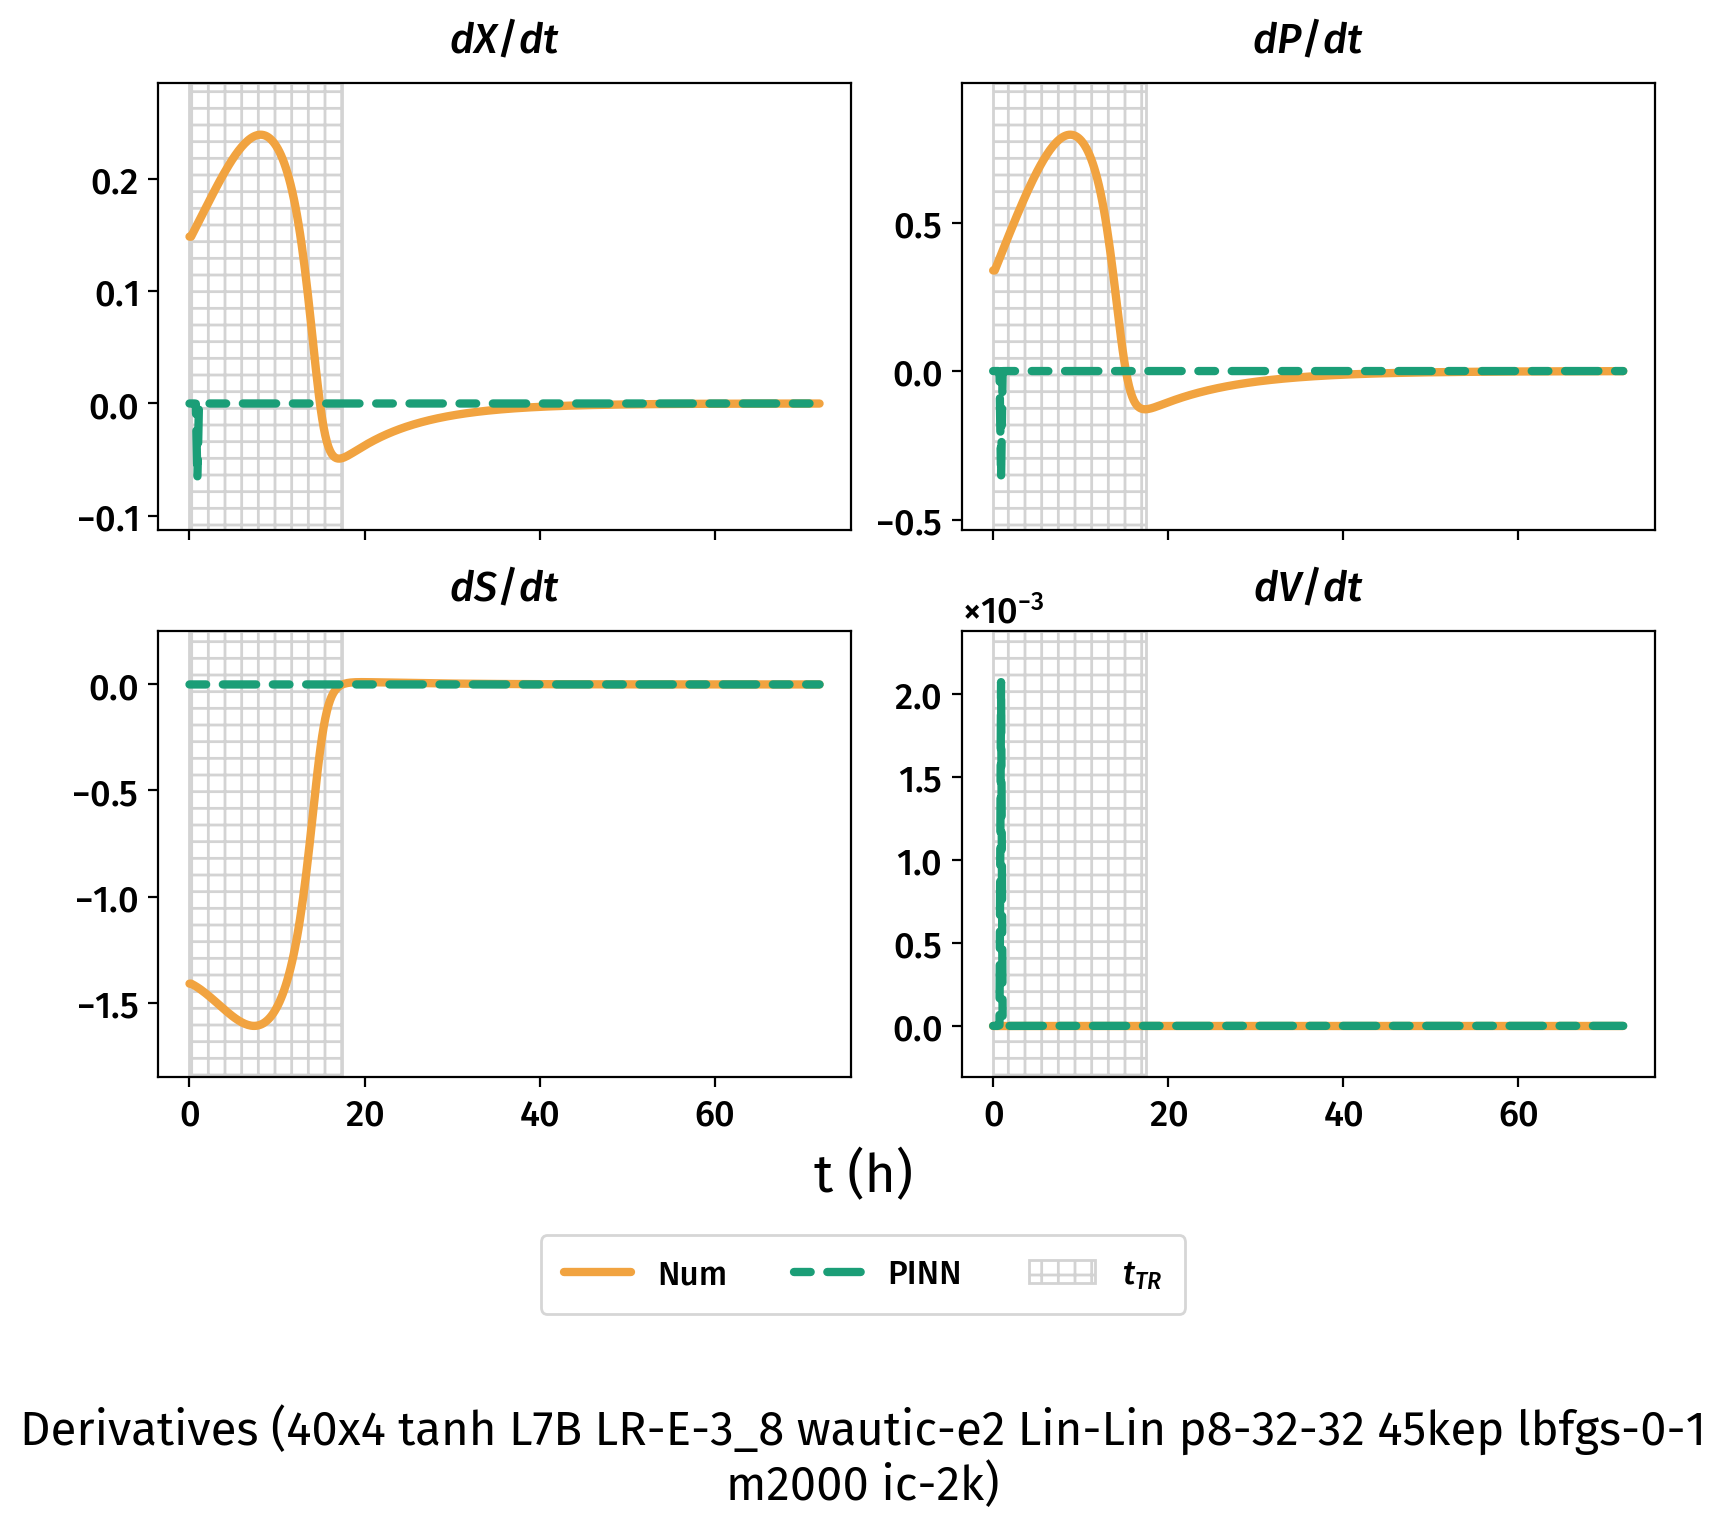 dX/dt
dP/dt
0.2
0.1
0.0
−0.1
0.5
0.0
−0.5
dS/dt
dV/dt
×10⁻³
0.0
−0.5
−1.0
−1.5
2.0
1.5
1.0
0.5
0.0
0 20 40 60
0 20 40 60
t (h)
Num PINN t_TR
Derivatives (40x4 tanh L7B LR-E-3_8 wautic-e2 Lin-Lin p8-32-32 45kep lbfgs-0-1
m2000 ic-2k)